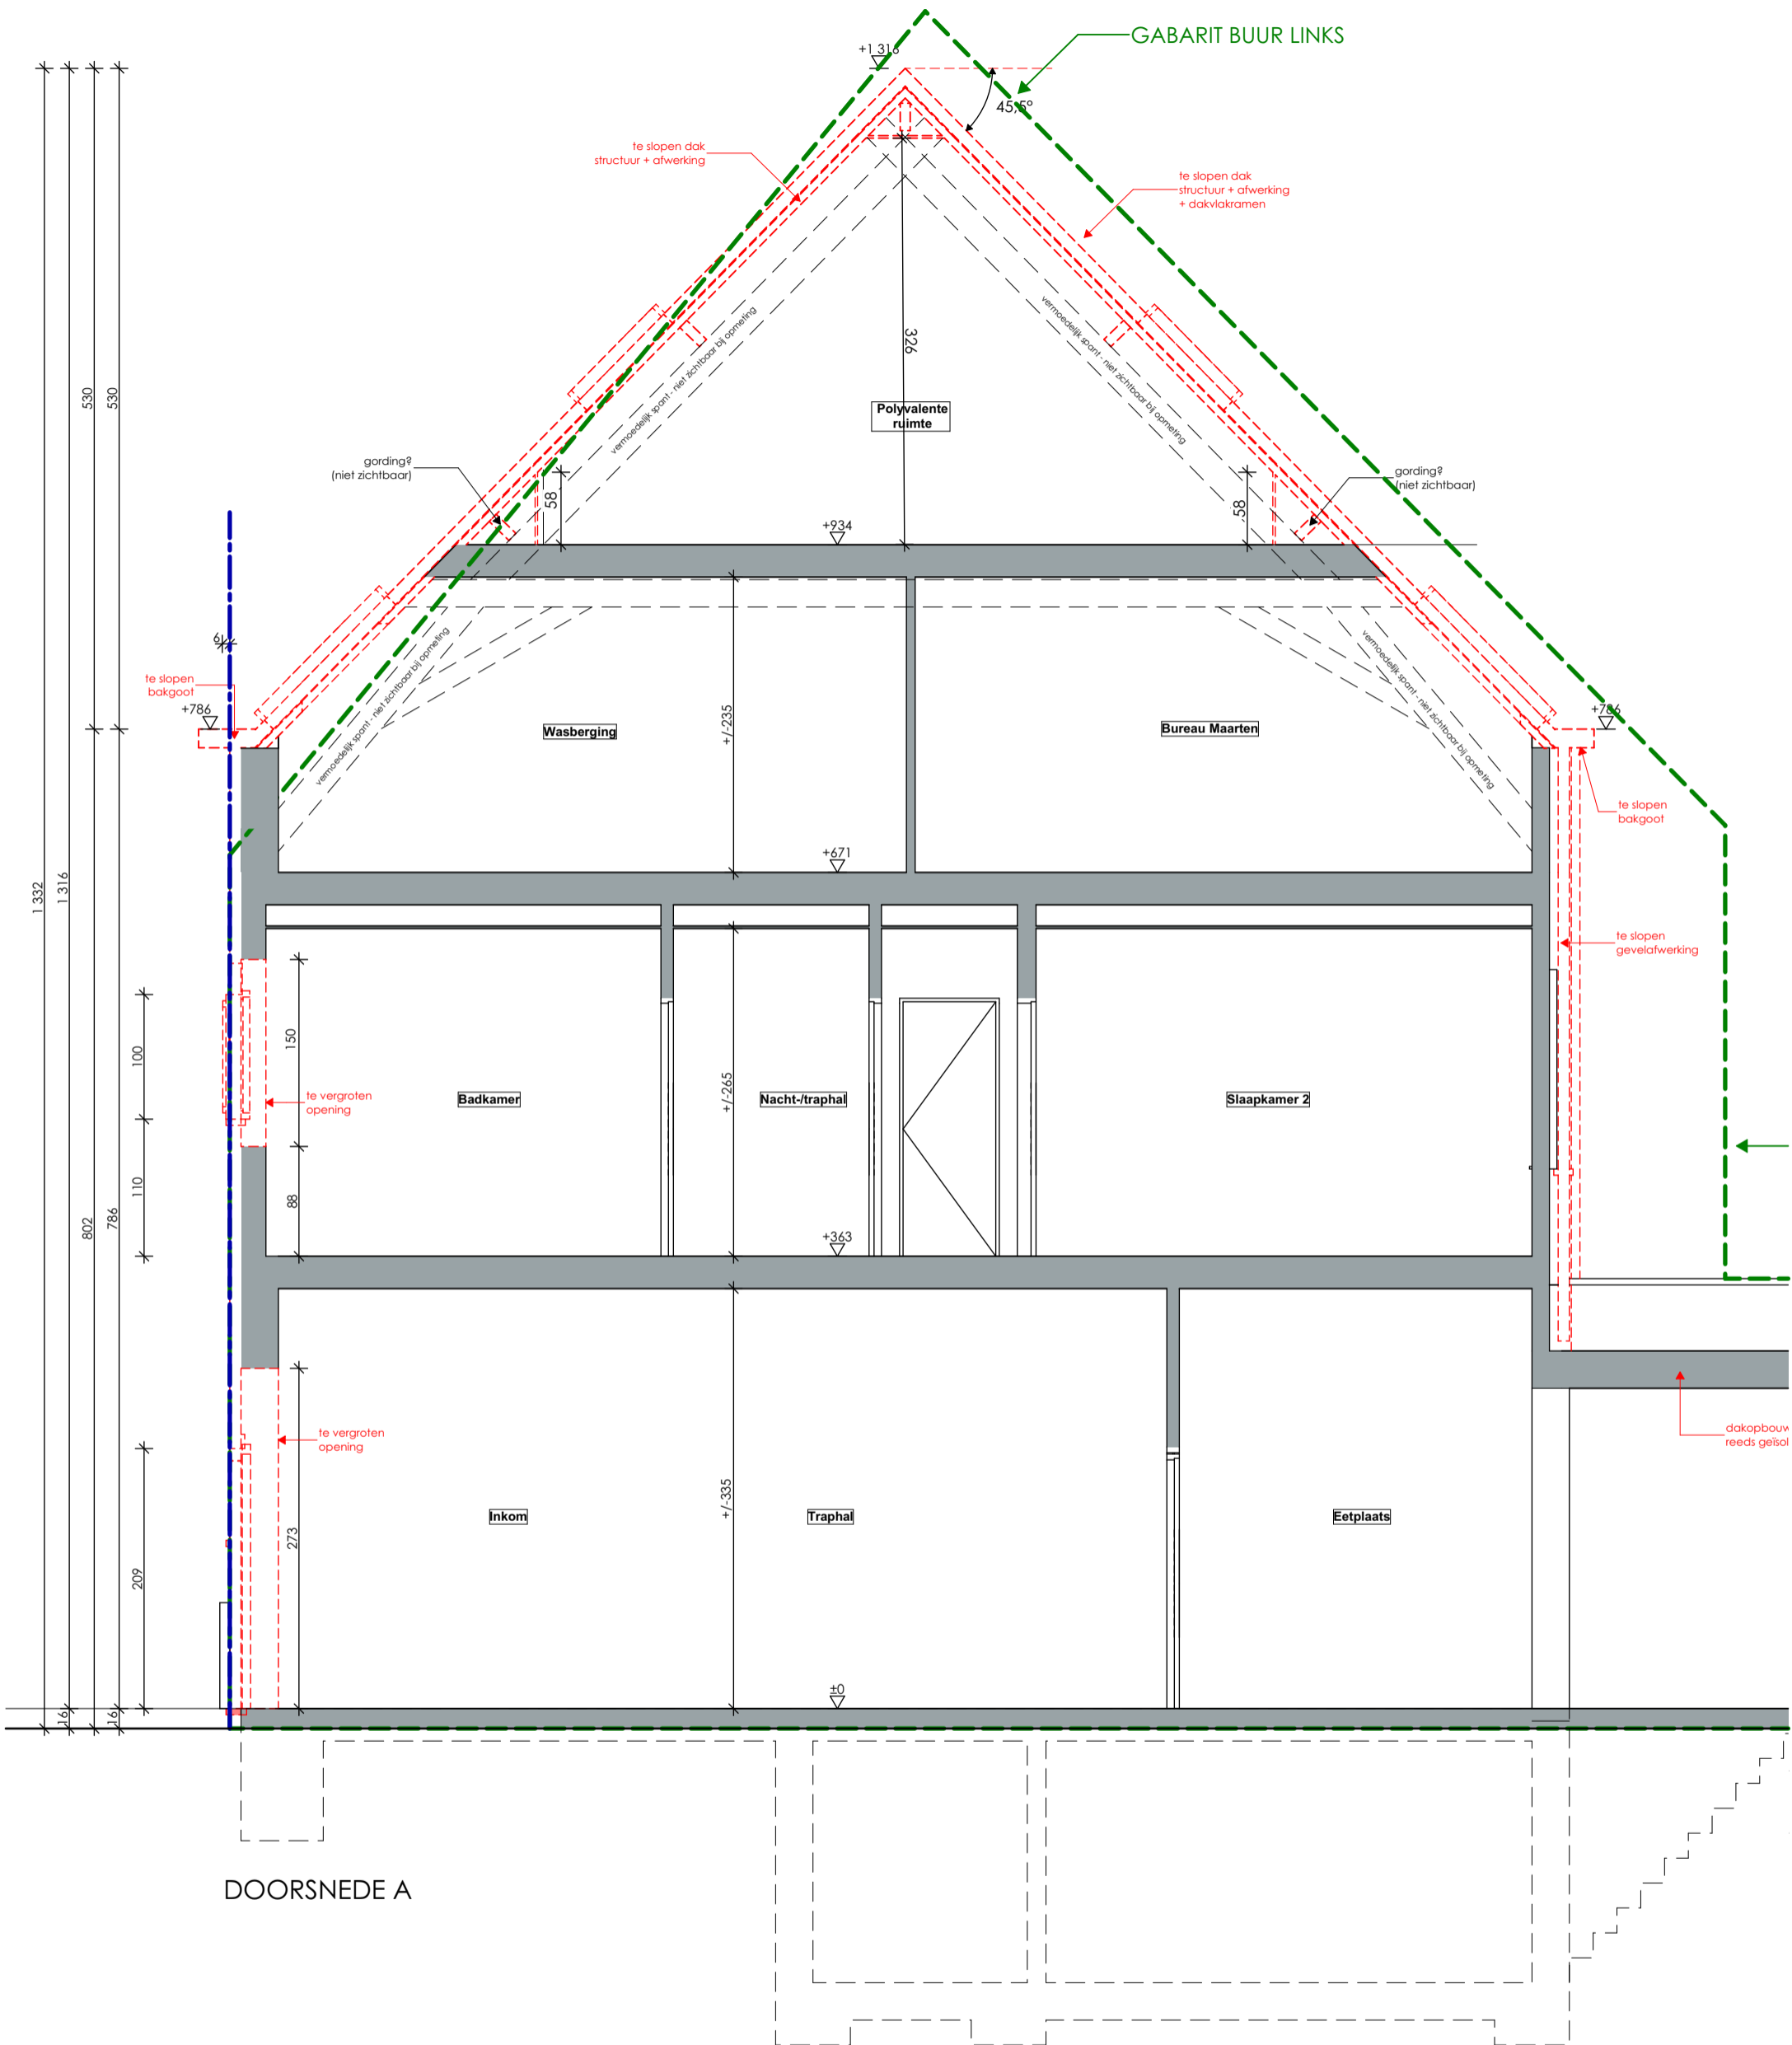 GABARIT BUUR LINKS
+1 316
45,5°
te slopen dak
structuur + afwerking
te slopen dak
structuur + afwerking
+ dakvlakramen
530
530
326
vermoedelijk spant - niet zichtbaar bij opmeting
vermoedelijk spant - niet zichtbaar bij opmeting
Polyvalente
ruimte
gording?
(niet zichtbaar)
gording?
(niet zichtbaar)
58
58
+934
6
te slopen
bakgoot
+786
+786
vermoedelijk spant - niet zichtbaar bij opmeting
vermoedelijk spant - niet zichtbaar bij opmeting
Wasberging
+/-235
Bureau Maarten
te slopen
bakgoot
+671
1 332
1 316
te slopen
gevelafwerking
150
100
te vergroten
opening
Badkamer
+/-265
Nacht-/traphal
Slaapkamer 2
110
88
802
786
+363
te vergroten
opening
dakopbouw
+/-335
Inkom
Traphal
Eetplaats
273
209
±0
16
16
DOORSNEDE A